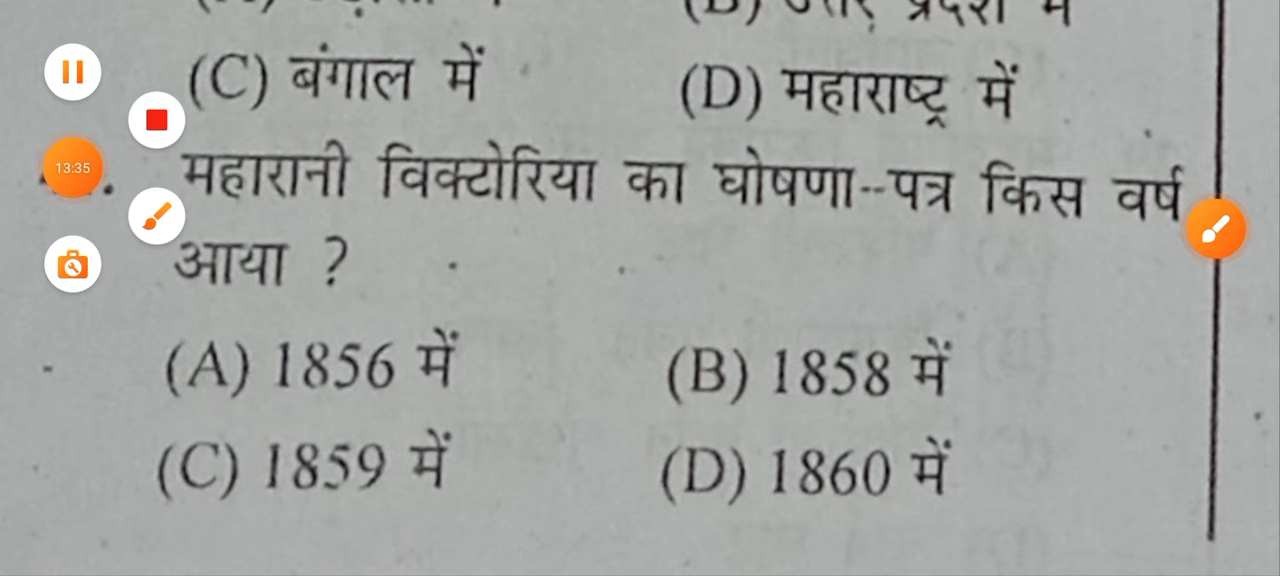 (C) बंगाल में (D) महाराष्ट्र में
13:35
महारानी विक्टोरिया का घोषणा--पत्र किस वर्ष
आया ?
(A) 1856 में (B) 1858 में
(C) 1859 में (D) 1860 में